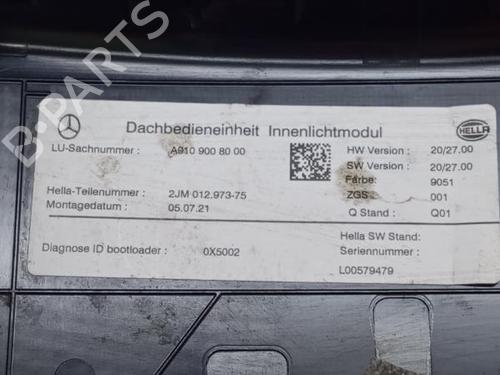 Dachbedieneinheit Innenlichtmodul
HELLA
LU-Sachnummer : A910 900 80 00
HW Version : 20/27.00
SW Version : 20/27.00
Farbe: 9051
Hella-Teilenummer : 2JM 012.973-75
ZGS 001
Montagedatum : 05.07.21
Q Stand : Q01
Diagnose ID bootloader : 0X5002
Hella SW Stand:
Seriennummer:
L00579479
B-PARTS